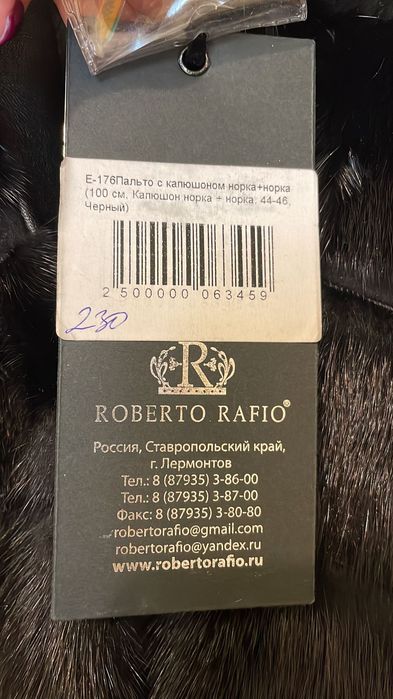 Е-176Пальто с капюшоном норка+норка
(100 см, Капюшон норка + норка, 44-46,
Черный)
2 500000 063459
230
R
ROBERTO RAFIO®
Россия, Ставропольский край,
г. Лермонтов
Тел.: 8 (87935) 3-86-00
Тел.: 8 (87935) 3-87-00
Факс: 8 (87935) 3-80-80
robertorafio@gmail.com
robertorafio@yandex.ru
www.robertorafio.ru